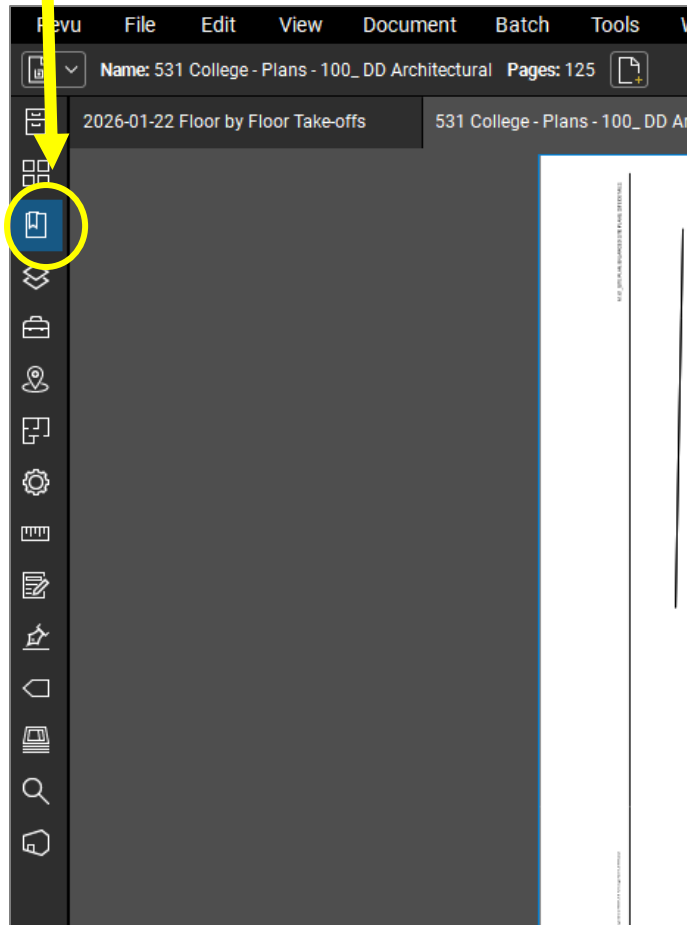 Revu File Edit View Document Batch Tools
Name: 531 College - Plans - 100_ DD Architectural Pages: 125
2026-01-22 Floor by Floor Take-offs 531 College - Plans - 100_ DD Ar